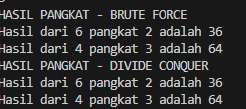 HASIL PANGKAT - BRUTE FORCE
Hasil dari 6 pangkat 2 adalah 36
Hasil dari 4 pangkat 3 adalah 64
HASIL PANGKAT - DIVIDE CONQUER
Hasil dari 6 pangkat 2 adalah 36
Hasil dari 4 pangkat 3 adalah 64